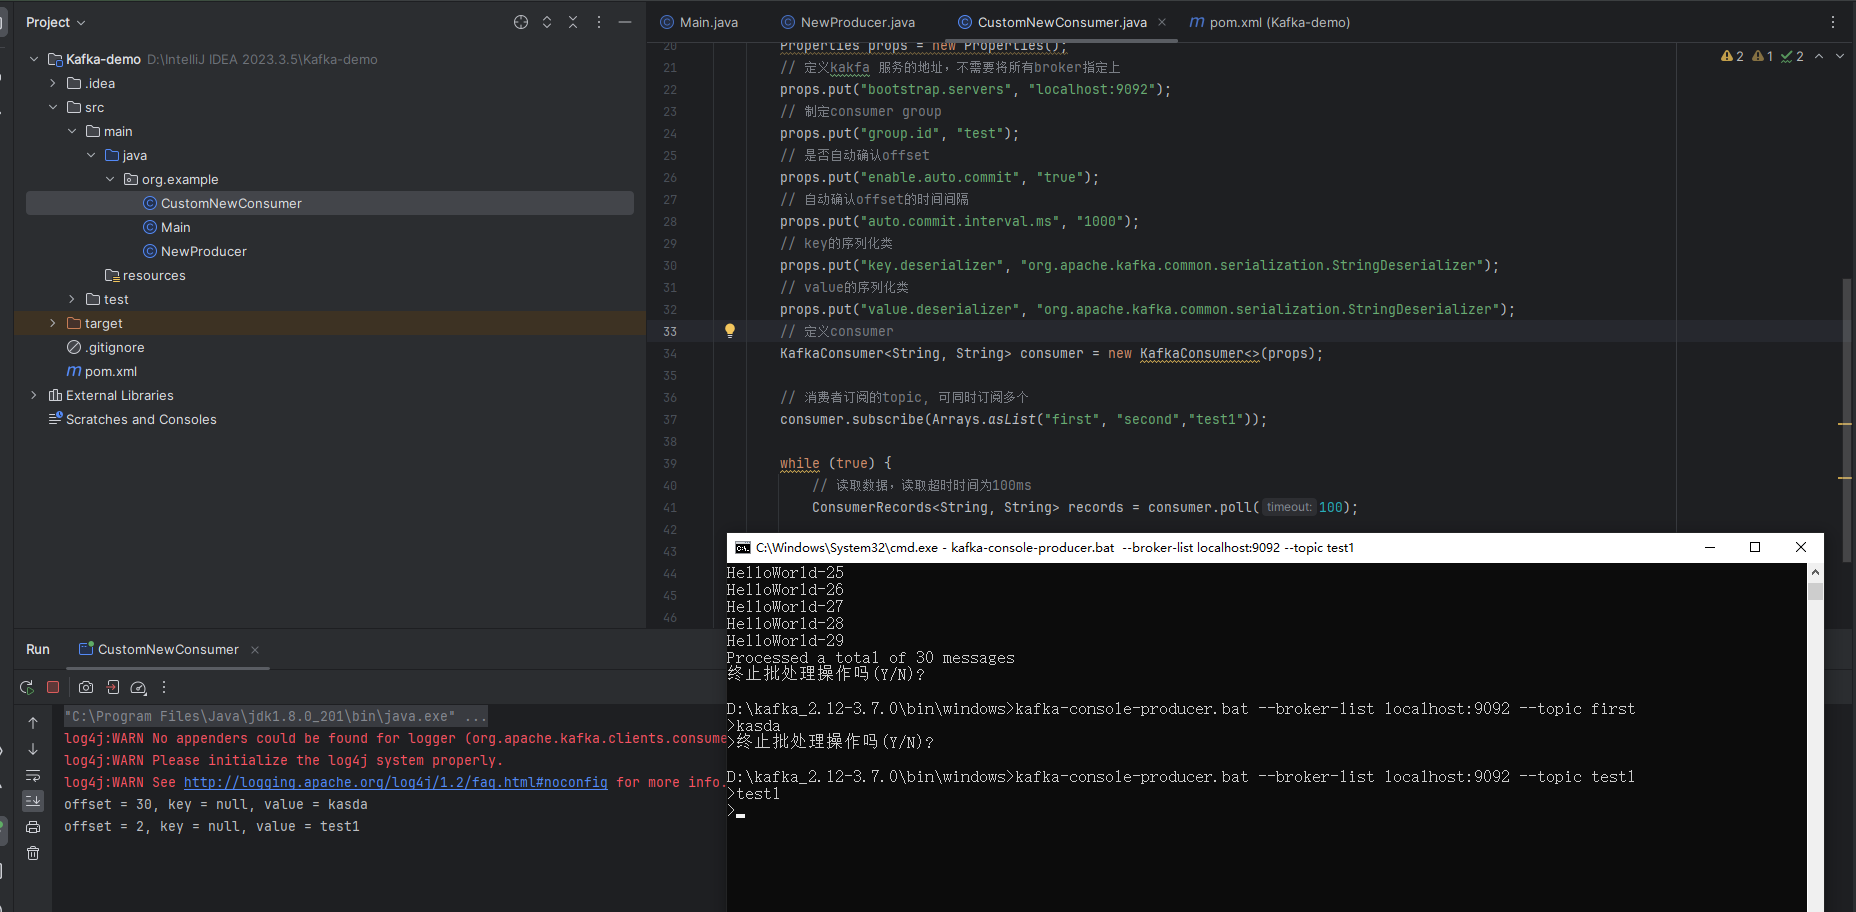 Project
Kafka-demo D:\IntelliJ IDEA 2023.3.5\Kafka-demo
.idea
src
main
java
org.example
CustomNewConsumer
Main
NewProducer
resources
test
target
.gitignore
pom.xml
External Libraries
Scratches and Consoles
Main.java NewProducer.java CustomNewConsumer.java pom.xml (Kafka-demo)
2 1 2
20 Properties props = new Properties();
21 // 定义kakfa 服务的地址，不需要将所有broker指定上
22 props.put("bootstrap.servers", "localhost:9092");
23 // 制定consumer group
24 props.put("group.id", "test");
25 // 是否自动确认offset
26 props.put("enable.auto.commit", "true");
27 // 自动确认offset的时间间隔
28 props.put("auto.commit.interval.ms", "1000");
29 // key的序列化类
30 props.put("key.deserializer", "org.apache.kafka.common.serialization.StringDeserializer");
31 // value的序列化类
32 props.put("value.deserializer", "org.apache.kafka.common.serialization.StringDeserializer");
33 // 定义consumer
34 KafkaConsumer<String, String> consumer = new KafkaConsumer<>(props);
35
36 // 消费者订阅的topic, 可同时订阅多个
37 consumer.subscribe(Arrays.asList("first", "second","test1"));
38
39 while (true) {
40 // 读取数据，读取超时时间为100ms
41 ConsumerRecords<String, String> records = consumer.poll( timeout: 100);
42
43
44
45
46
Run CustomNewConsumer
"C:\Program Files\Java\jdk1.8.0_201\bin\java.exe" ...
log4j:WARN No appenders could be found for logger (org.apache.kafka.clients.consume
log4j:WARN Please initialize the log4j system properly.
log4j:WARN See http://logging.apache.org/log4j/1.2/faq.html#noconfig for more info.
offset = 30, key = null, value = kasda
offset = 2, key = null, value = test1
C:\Windows\System32\cmd.exe - kafka-console-producer.bat --broker-list localhost:9092 --topic test1
HelloWorld-25
HelloWorld-26
HelloWorld-27
HelloWorld-28
HelloWorld-29
Processed a total of 30 messages
终止批处理操作吗(Y/N)?
D:\kafka_2.12-3.7.0\bin\windows>kafka-console-producer.bat --broker-list localhost:9092 --topic first
>kasda
>终止批处理操作吗(Y/N)?
D:\kafka_2.12-3.7.0\bin\windows>kafka-console-producer.bat --broker-list localhost:9092 --topic test1
>test1
>